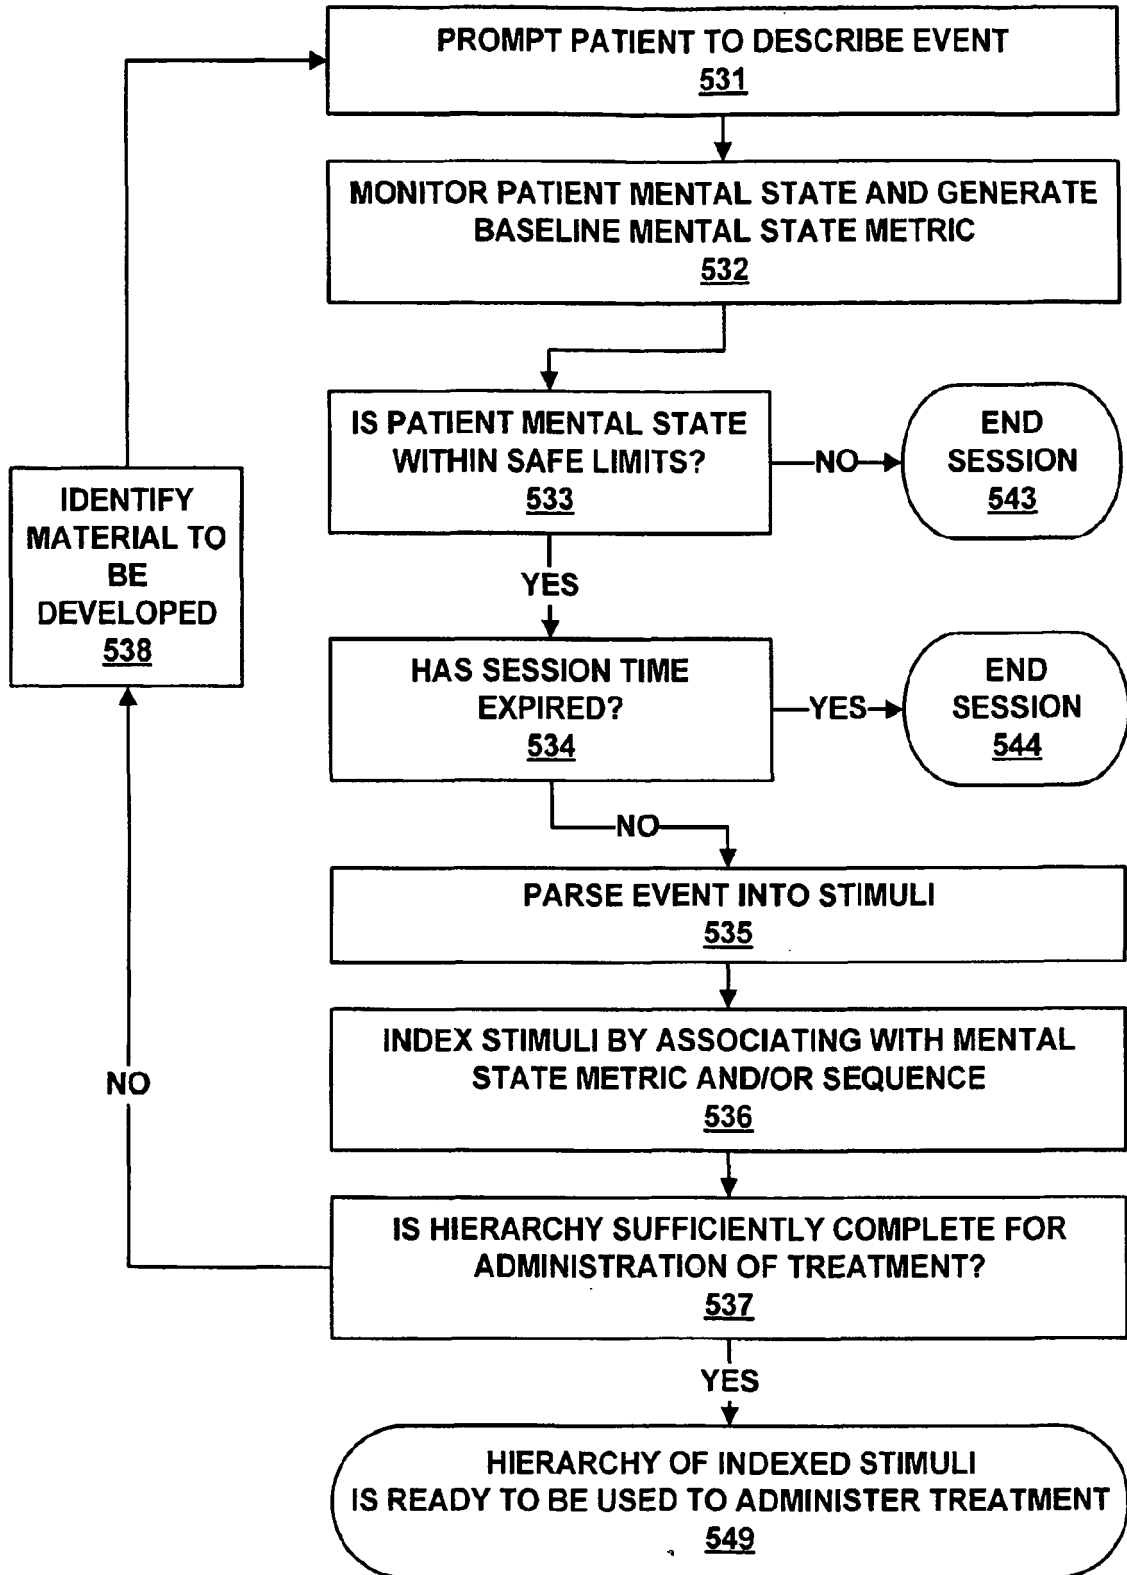 PROMPT PATIENT TO DESCRIBE EVENT
531
MONITOR PATIENT MENTAL STATE AND GENERATE
BASELINE MENTAL STATE METRIC
532
IS PATIENT MENTAL STATE
WITHIN SAFE LIMITS?
533
NO
END
SESSION
543
IDENTIFY
MATERIAL TO
BE
DEVELOPED
538
YES
HAS SESSION TIME
EXPIRED?
534
YES
END
SESSION
544
NO
PARSE EVENT INTO STIMULI
535
INDEX STIMULI BY ASSOCIATING WITH MENTAL
STATE METRIC AND/OR SEQUENCE
536
NO
IS HIERARCHY SUFFICIENTLY COMPLETE FOR
ADMINISTRATION OF TREATMENT?
537
YES
HIERARCHY OF INDEXED STIMULI
IS READY TO BE USED TO ADMINISTER TREATMENT
549